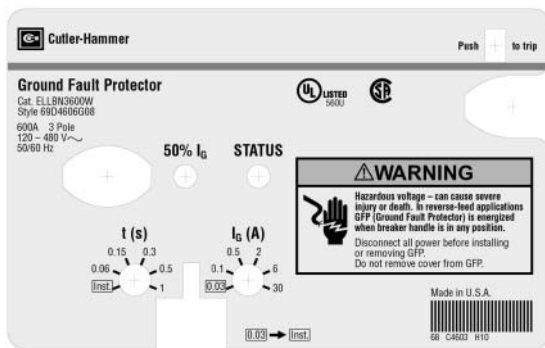 Cutler-Hammer
Push to trip
Ground Fault Protector
Cat. ELLBN3600W
Style 69D4606G08
600A 3 Pole
120 – 480 V~
50/60 Hz
UL LISTED
560U
SA
50% IG
STATUS
⚠WARNING
Hazardous voltage – can cause severe
injury or death. In reverse-feed applications
GFP (Ground Fault Protector) is energized
when breaker handle is in any position.
Disconnect all power before installing
or removing GFP.
Do not remove cover from GFP.
t (s)
0.15 0.3
0.06 0.5
Inst. 1
IG (A)
0.5 2
0.1 6
0.03 30
0.03 → Inst.
Made in U.S.A.
68 C4603 H10